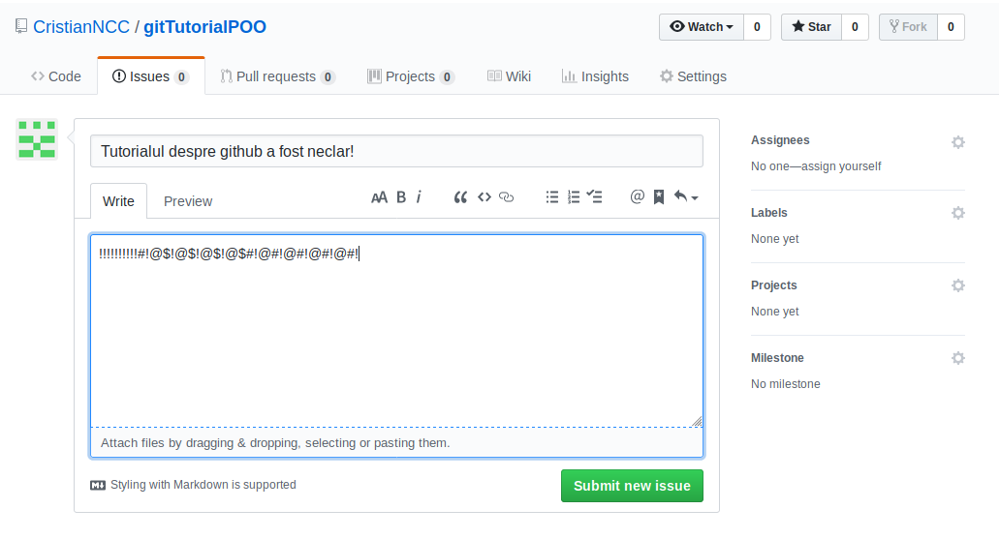 CristianNCC / gitTutorialPOO
Watch 0 Star 0 Fork 0
Code Issues 0 Pull requests 0 Projects 0 Wiki Insights Settings
Tutorialul despre github a fost neclar!
Write Preview
AA B i “ <> @
!!!!!!!!!!#!@$!@$!@$!@$#!@#!@#!@#!@#!
Attach files by dragging & dropping, selecting or pasting them.
Styling with Markdown is supported
Submit new issue
Assignees
No one—assign yourself
Labels
None yet
Projects
None yet
Milestone
No milestone